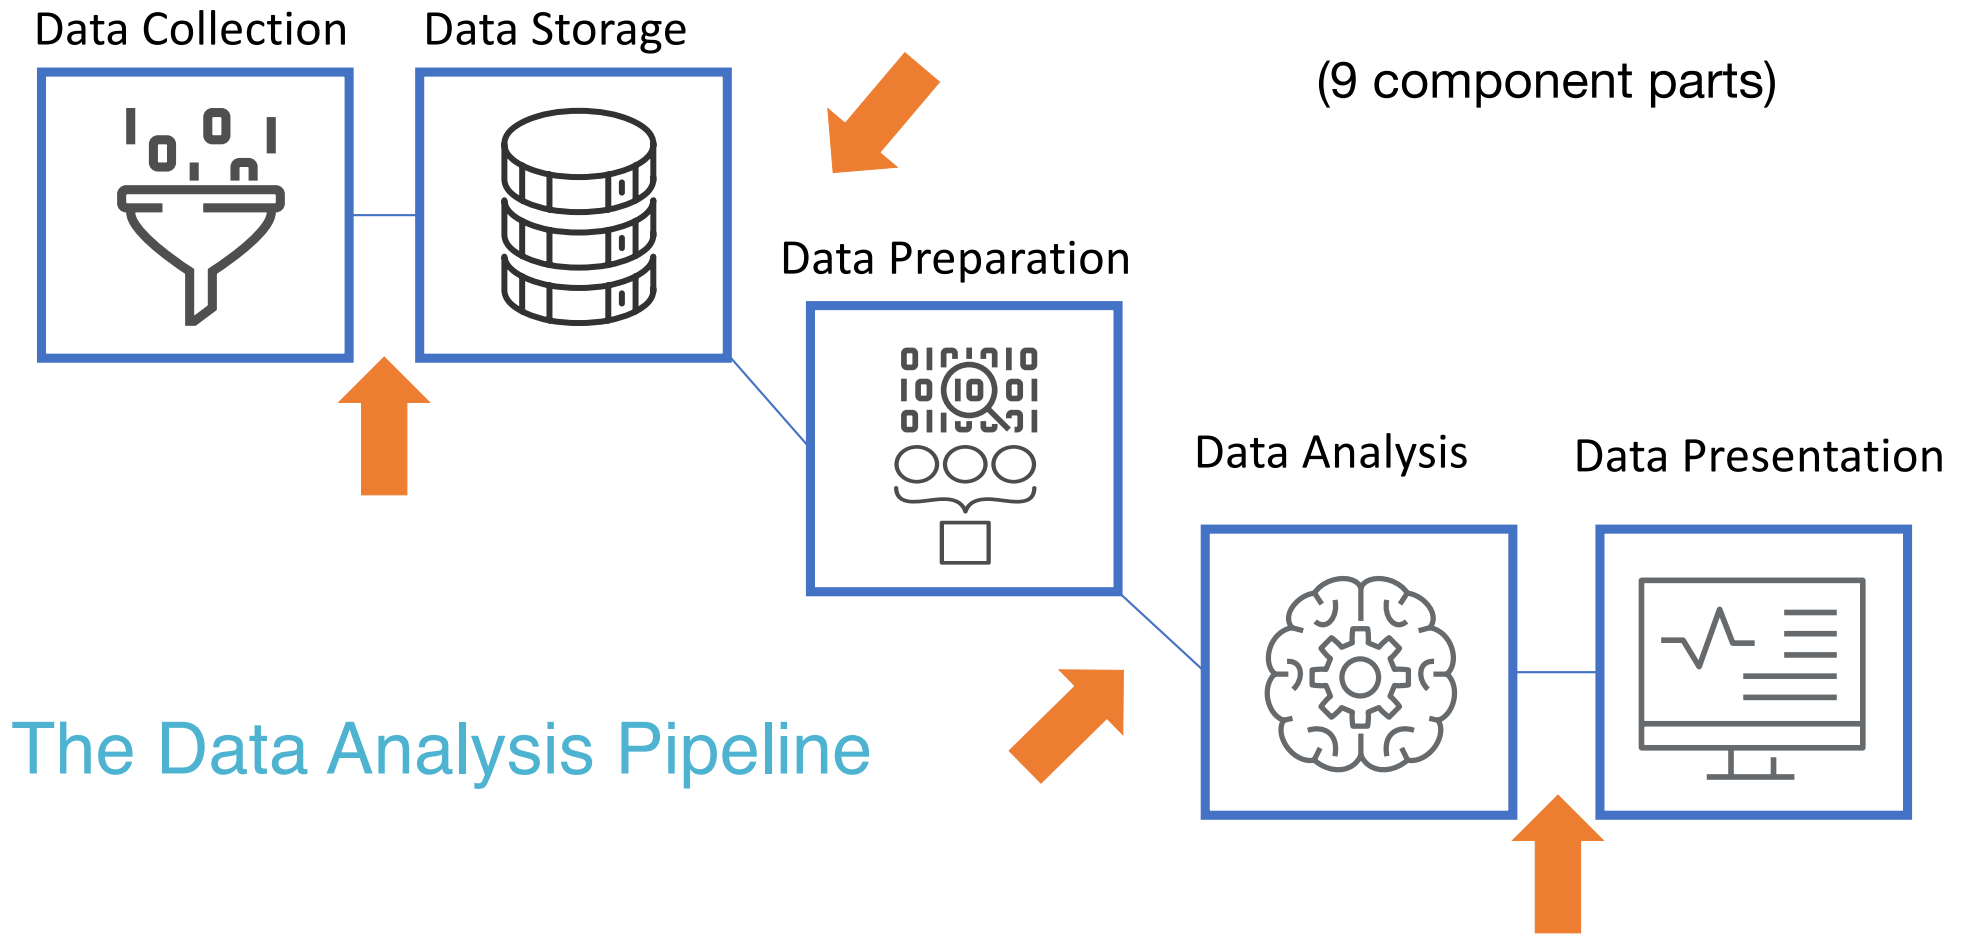 Data Collection
Data Storage
(9 component parts)
Data Preparation
Data Analysis
Data Presentation
The Data Analysis Pipeline